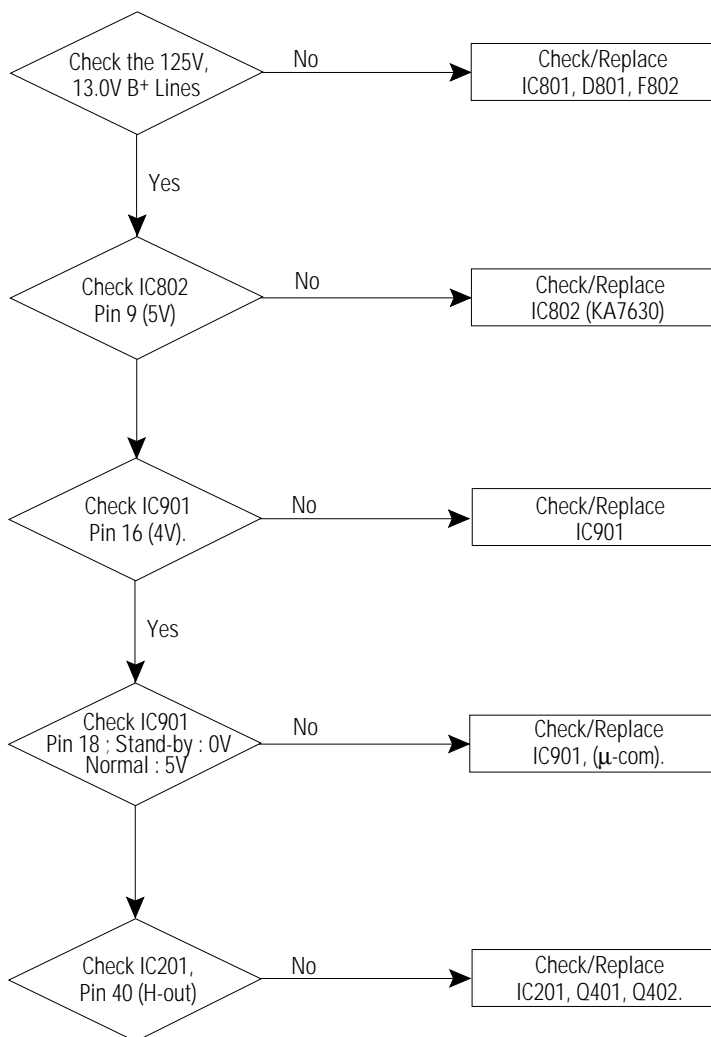 Check the 125V,
13.0V B+ Lines
No
Check/Replace
IC801, D801, F802
Yes
Check IC802
Pin 9 (5V)
No
Check/Replace
IC802 (KA7630)
Check IC901
Pin 16 (4V).
No
Check/Replace
IC901
Yes
Check IC901
Pin 18 ; Stand-by : 0V
Normal : 5V
No
Check/Replace
IC901, (μ-com).
Check IC201,
Pin 40 (H-out)
No
Check/Replace
IC201, Q401, Q402.